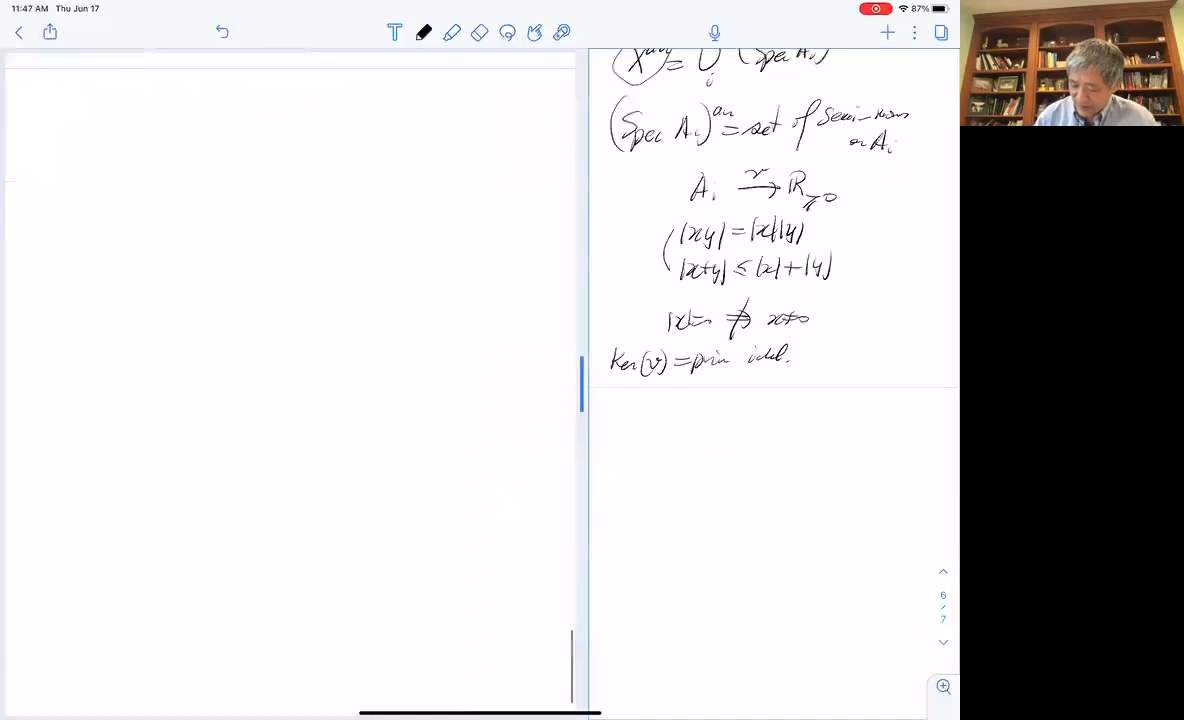 11:47 AM Thu Jun 17
87%
T
X^{an} = ∪_i (Spec A_i)
(Spec A_i)^{an} = set of semi-norms
on A_i
A_i \xrightarrow{v} ℝ_{≥0}
|xy| = |x||y|
|x+y| ≤ |x|+|y|
|x|=0 ⇏ x=0
Ker(v) = prim ideal.
6
/
7